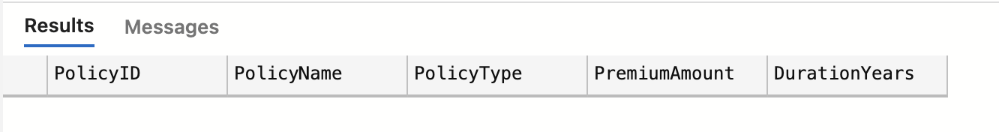 Results Messages
PolicyID PolicyName PolicyType PremiumAmount DurationYears